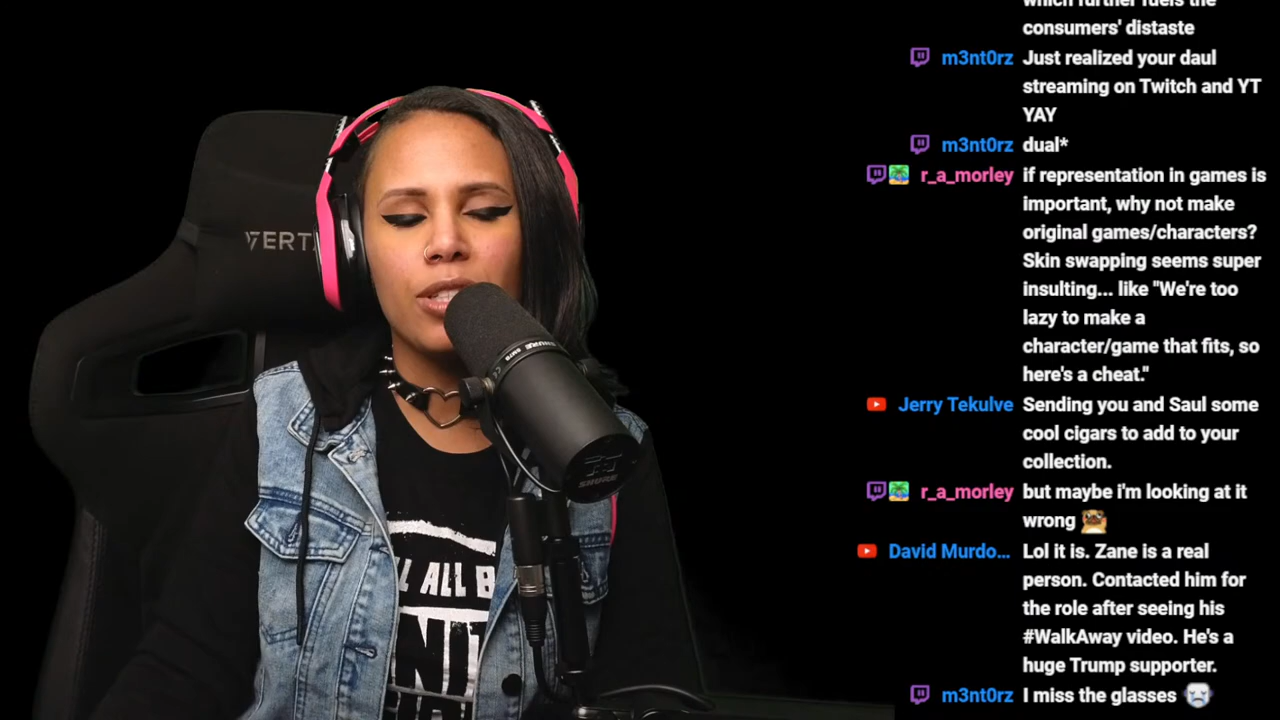 which further fuels the
consumers' distaste
m3nt0rz Just realized your daul
streaming on Twitch and YT
YAY
m3nt0rz dual*
r_a_morley if representation in games is
important, why not make
original games/characters?
Skin swapping seems super
insulting... like "We're too
lazy to make a
character/game that fits, so
here's a cheat."
Jerry Tekulve Sending you and Saul some
cool cigars to add to your
collection.
r_a_morley but maybe i'm looking at it
wrong
David Murdo... Lol it is. Zane is a real
person. Contacted him for
the role after seeing his
#WalkAway video. He's a
huge Trump supporter.
m3nt0rz I miss the glasses
VERT
SHURE SM7B
SHURE
ALL B